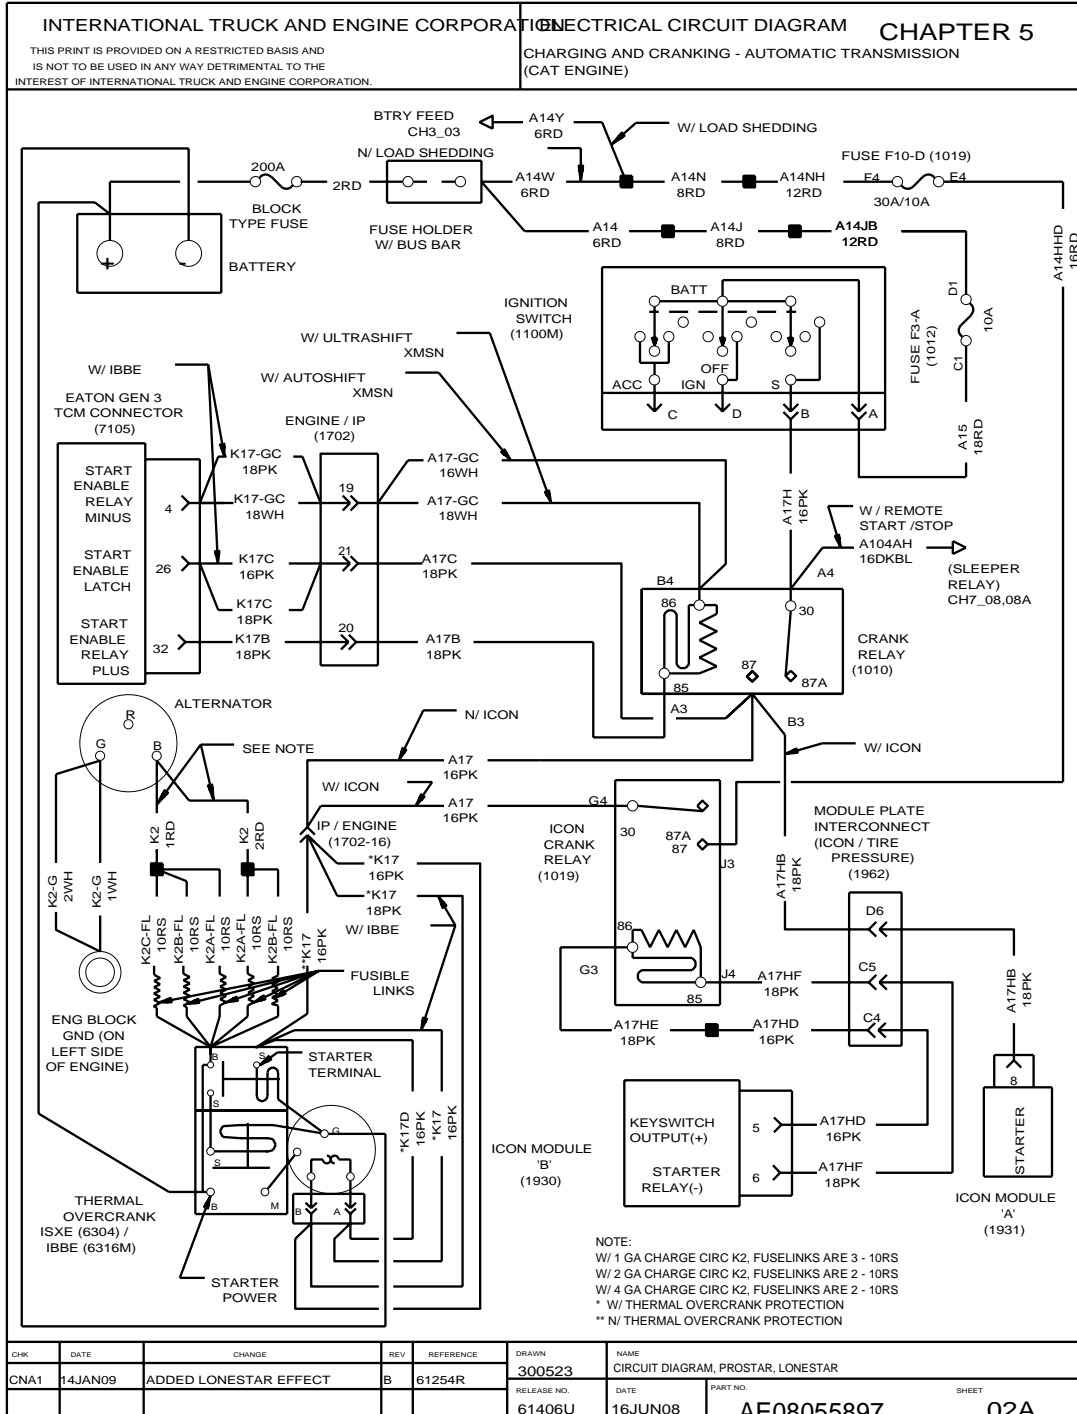 INTERNATIONAL TRUCK AND ENGINE CORPORATION
THIS PRINT IS PROVIDED ON A RESTRICTED BASIS AND
IS NOT TO BE USED IN ANY WAY DETRIMENTAL TO THE
INTEREST OF INTERNATIONAL TRUCK AND ENGINE CORPORATION.
ELECTRICAL CIRCUIT DIAGRAM
CHAPTER 5
CHARGING AND CRANKING - AUTOMATIC TRANSMISSION
(CAT ENGINE)
BTRY FEED
CH3_03
A14Y
6RD
W/ LOAD SHEDDING
N/ LOAD SHEDDING
200A
2RD
BLOCK
TYPE FUSE
FUSE HOLDER
W/ BUS BAR
A14W
6RD
A14N
8RD
A14NH
12RD
FUSE F10-D (1019)
F4
E4
30A/10A
A14
6RD
A14J
8RD
A14JB
12RD
A14HHD
16RD
+
-
BATTERY
IGNITION
SWITCH
(1100M)
BATT
OFF
ACC
IGN
S
C
D
B
A
D1
10A
C1
FUSE F3-A
(1012)
A15
18RD
W/ ULTRASHIFT
XMSN
W/ IBBE
W/ AUTOSHIFT
XMSN
EATON GEN 3
TCM CONNECTOR
(7105)
ENGINE / IP
(1702)
START
ENABLE
RELAY
MINUS
4
START
ENABLE
LATCH
26
START
ENABLE
RELAY
PLUS
32
K17-GC
18PK
K17-GC
18WH
K17C
16PK
K17C
18PK
K17B
18PK
19
21
20
A17-GC
16WH
A17-GC
18WH
A17C
18PK
A17B
18PK
A17H
16PK
W / REMOTE
START /STOP
A104AH
16DKBL
(SLEEPER
RELAY)
CH7_08,08A
A4
B4
86
30
87
87A
85
CRANK
RELAY
(1010)
A3
B3
ALTERNATOR
R
G
B
SEE NOTE
N/ ICON
W/ ICON
A17
16PK
W/ ICON
A17
16PK
IP / ENGINE
(1702-16)
*K17
16PK
*K17
18PK
W/ IBBE
G4
30
87A
87
J3
ICON
CRANK
RELAY
(1019)
86
G3
J4
85
MODULE PLATE
INTERCONNECT
(ICON / TIRE
PRESSURE)
(1962)
D6
C5
C4
A17HB
18PK
A17HF
18PK
A17HE
18PK
A17HD
16PK
A17HB
18PK
K2-G
2WH
K2-G
1WH
K2
1RD
K2
2RD
K2C-FL
10RS
K2B-FL
10RS
K2A-FL
10RS
K2A-FL
10RS
K2B-FL
10RS
**K17
16PK
FUSIBLE
LINKS
ENG BLOCK
GND (ON
LEFT SIDE
OF ENGINE)
B
S
STARTER
TERMINAL
S
S
B
M
G
B
A
*K17D
16PK
*K17
16PK
THERMAL
OVERCRANK
ISXE (6304) /
IBBE (6316M)
STARTER
POWER
ICON MODULE
'B'
(1930)
KEYSWITCH
OUTPUT(+)
5
STARTER
RELAY(-)
6
A17HD
16PK
A17HF
18PK
8
STARTER
ICON MODULE
'A'
(1931)
NOTE:
W/ 1 GA CHARGE CIRC K2, FUSELINKS ARE 3 - 10RS
W/ 2 GA CHARGE CIRC K2, FUSELINKS ARE 2 - 10RS
W/ 4 GA CHARGE CIRC K2, FUSELINKS ARE 2 - 10RS
* W/ THERMAL OVERCRANK PROTECTION
** N/ THERMAL OVERCRANK PROTECTION
CHK DATE CHANGE REV REFERENCE
CNA1 14JAN09 ADDED LONESTAR EFFECT B 61254R
DRAWN
300523
NAME
CIRCUIT DIAGRAM, PROSTAR, LONESTAR
RELEASE NO.
61406U
DATE
16JUN08
PART NO.
AE08055897
SHEET
02A